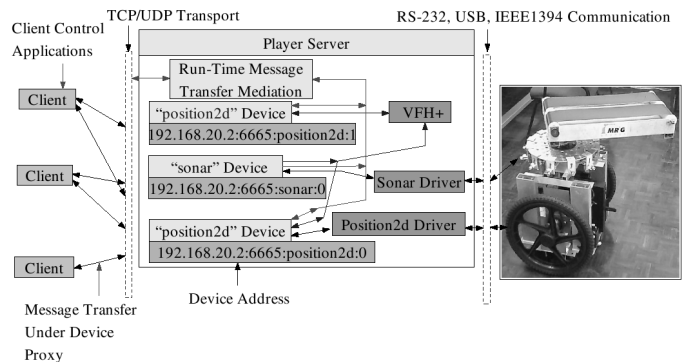 TCP/UDP Transport
RS-232, USB, IEEE1394 Communication
Client Control
Applications
Player Server
Run-Time Message
Transfer Mediation
Client
“position2d” Device
192.168.20.2:6665:position2d:1
VFH+
MRG
“sonar” Device
192.168.20.2:6665:sonar:0
Client
Sonar Driver
Position2d Driver
“position2d” Device
192.168.20.2:6665:position2d:0
Client
Device Address
Message Transfer
Under Device
Proxy